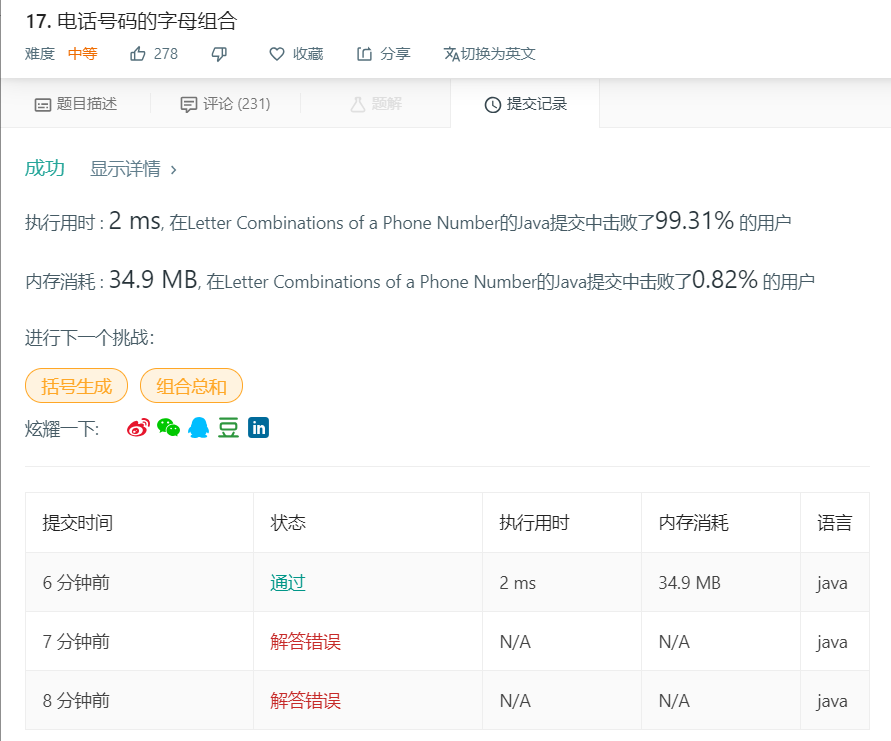 17. 电话号码的字母组合
难度 中等 278 收藏 分享 切换为英文
题目描述 评论 (231) 题解 提交记录
成功 显示详情 ›
执行用时 : 2 ms, 在Letter Combinations of a Phone Number的Java提交中击败了99.31% 的用户
内存消耗 : 34.9 MB, 在Letter Combinations of a Phone Number的Java提交中击败了0.82% 的用户
进行下一个挑战：
括号生成 组合总和
炫耀一下: 豆 in
提交时间 状态 执行用时 内存消耗 语言
6 分钟前 通过 2 ms 34.9 MB java
7 分钟前 解答错误 N/A N/A java
8 分钟前 解答错误 N/A N/A java